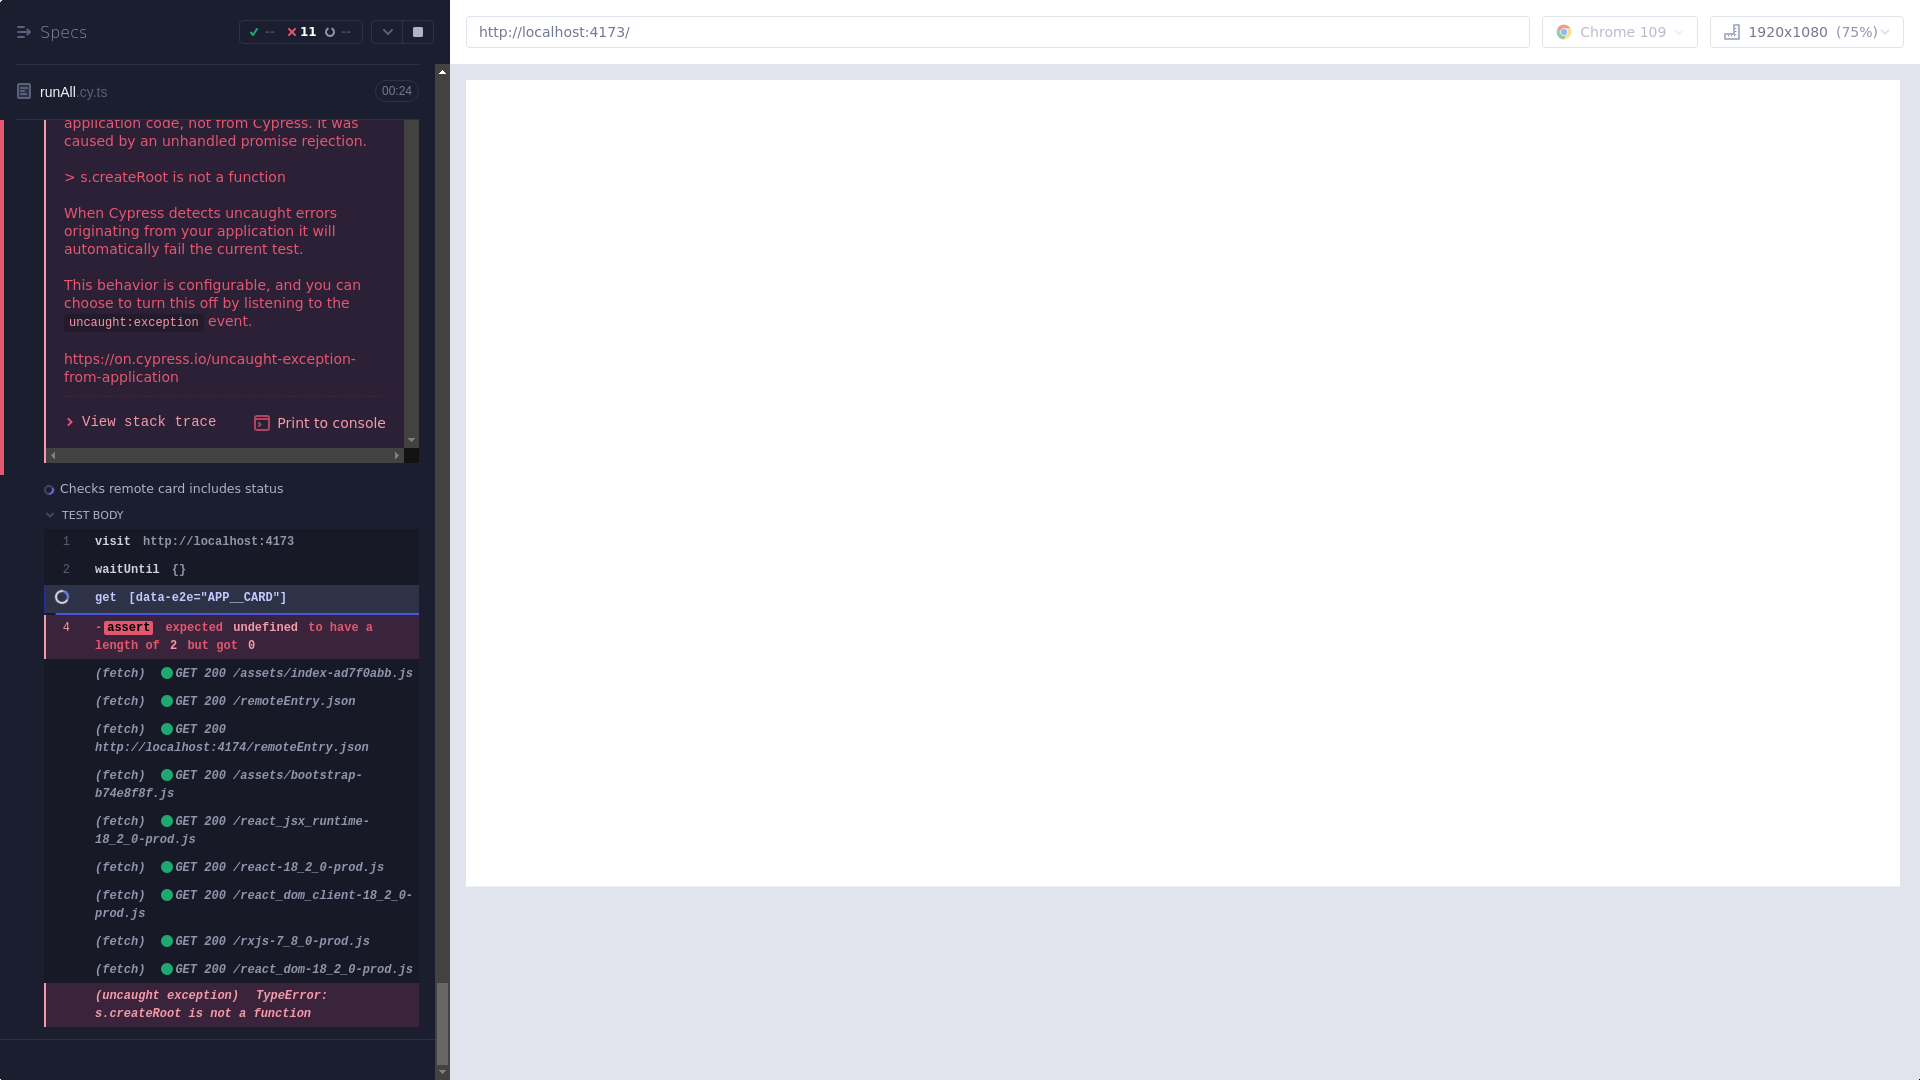 Specs
-- 11 --
runAll.cy.ts
00:24
application code, not from Cypress. It was
caused by an unhandled promise rejection.
> s.createRoot is not a function
When Cypress detects uncaught errors
originating from your application it will
automatically fail the current test.
This behavior is configurable, and you can
choose to turn this off by listening to the
uncaught:exception event.
https://on.cypress.io/uncaught-exception-
from-application
View stack trace
Print to console
Checks remote card includes status
TEST BODY
1 visit http://localhost:4173
2 waitUntil {}
get [data-e2e="APP__CARD"]
4 -assert expected undefined to have a
length of 2 but got 0
(fetch) GET 200 /assets/index-ad7f0abb.js
(fetch) GET 200 /remoteEntry.json
(fetch) GET 200
http://localhost:4174/remoteEntry.json
(fetch) GET 200 /assets/bootstrap-
b74e8f8f.js
(fetch) GET 200 /react_jsx_runtime-
18_2_0-prod.js
(fetch) GET 200 /react-18_2_0-prod.js
(fetch) GET 200 /react_dom_client-18_2_0-
prod.js
(fetch) GET 200 /rxjs-7_8_0-prod.js
(fetch) GET 200 /react_dom-18_2_0-prod.js
(uncaught exception) TypeError:
s.createRoot is not a function
http://localhost:4173/
Chrome 109
1920x1080 (75%)